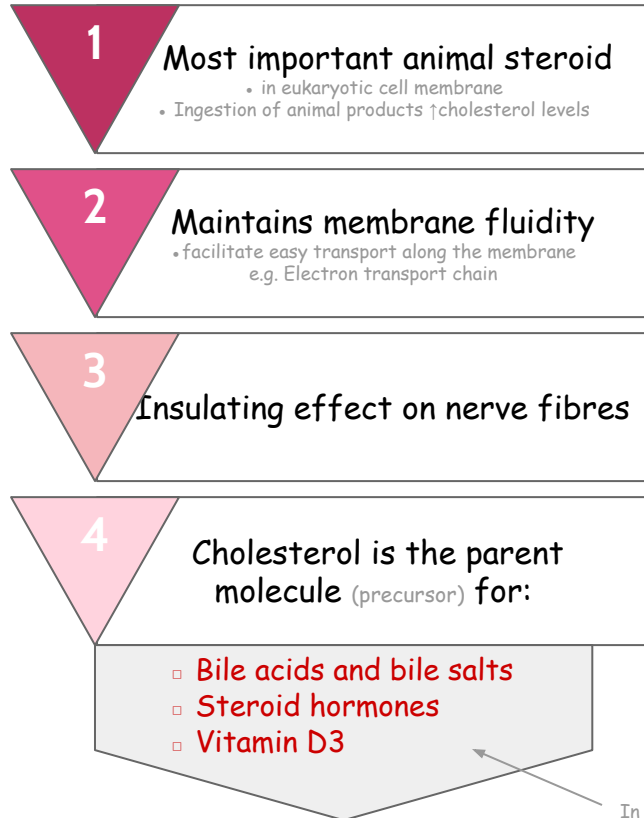 1
Most important animal steroid
• in eukaryotic cell membrane
• Ingestion of animal products ↑cholesterol levels
2
Maintains membrane fluidity
• facilitate easy transport along the membrane
e.g. Electron transport chain
3
Insulating effect on nerve fibres
4
Cholesterol is the parent
molecule (precursor) for:
□ Bile acids and bile salts
□ Steroid hormones
□ Vitamin D3
In